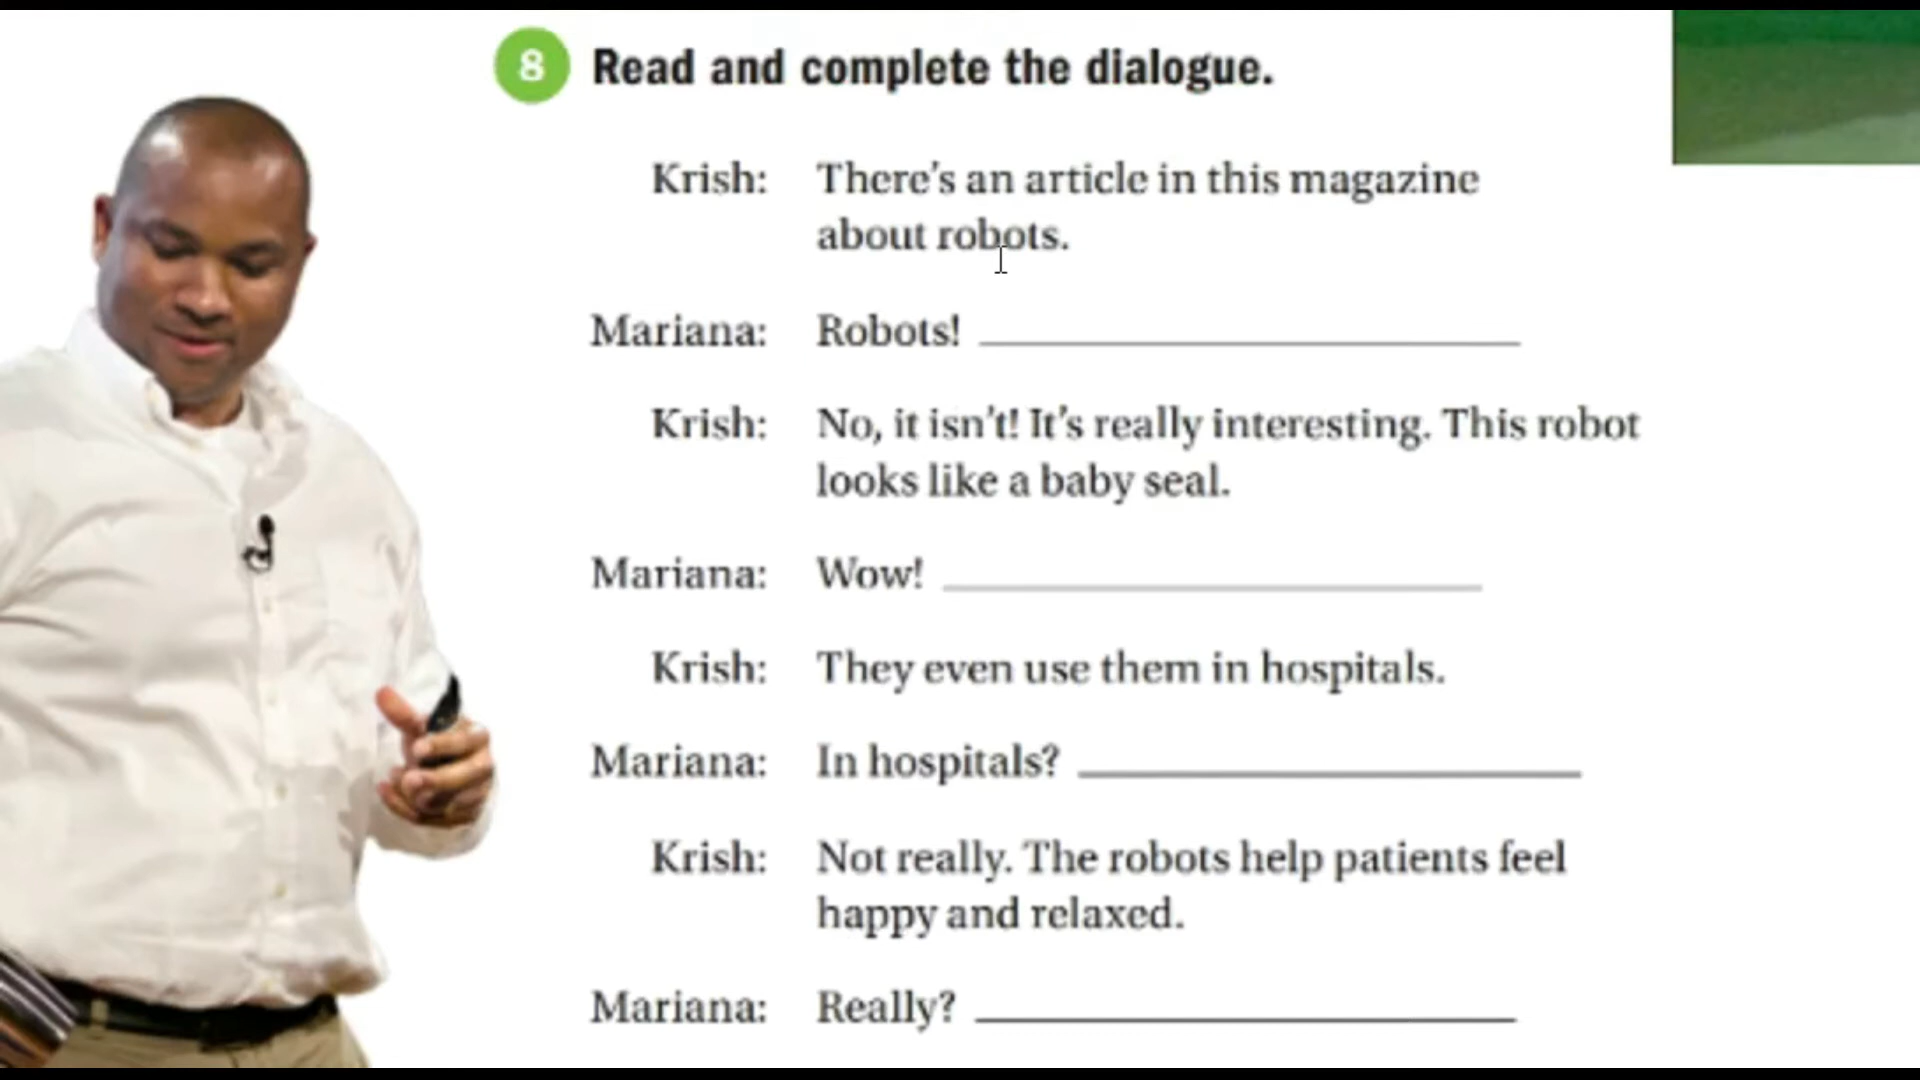 8 Read and complete the dialogue.
Krish: There's an article in this magazine
about robots.
Mariana: Robots!
Krish: No, it isn't! It's really interesting. This robot
looks like a baby seal.
Mariana: Wow!
Krish: They even use them in hospitals.
Mariana: In hospitals?
Krish: Not really. The robots help patients feel
happy and relaxed.
Mariana: Really?